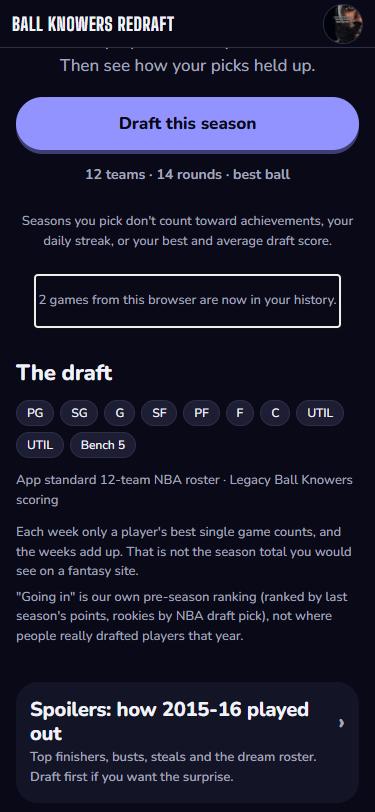 BALL KNOWERS REDRAFT
Then see how your picks held up.
Draft this season
12 teams · 14 rounds · best ball
Seasons you pick don't count toward achievements, your
daily streak, or your best and average draft score.
2 games from this browser are now in your history.
The draft
PG SG G SF PF F C UTIL
UTIL Bench 5
App standard 12-team NBA roster · Legacy Ball Knowers
scoring
Each week only a player's best single game counts, and
the weeks add up. That is not the season total you would
see on a fantasy site.
"Going in" is our own pre-season ranking (ranked by last
season's points, rookies by NBA draft pick), not where
people really drafted players that year.
Spoilers: how 2015-16 played
out
Top finishers, busts, steals and the dream roster.
Draft first if you want the surprise.